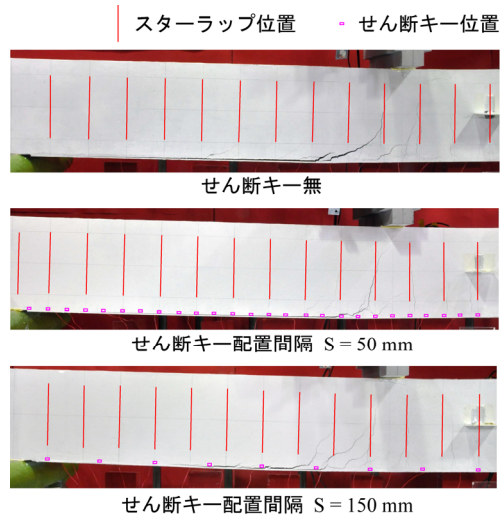 スターラップ位置 せん断キー位置
せん断キー無
せん断キー配置間隔 S = 50 mm
せん断キー配置間隔 S = 150 mm